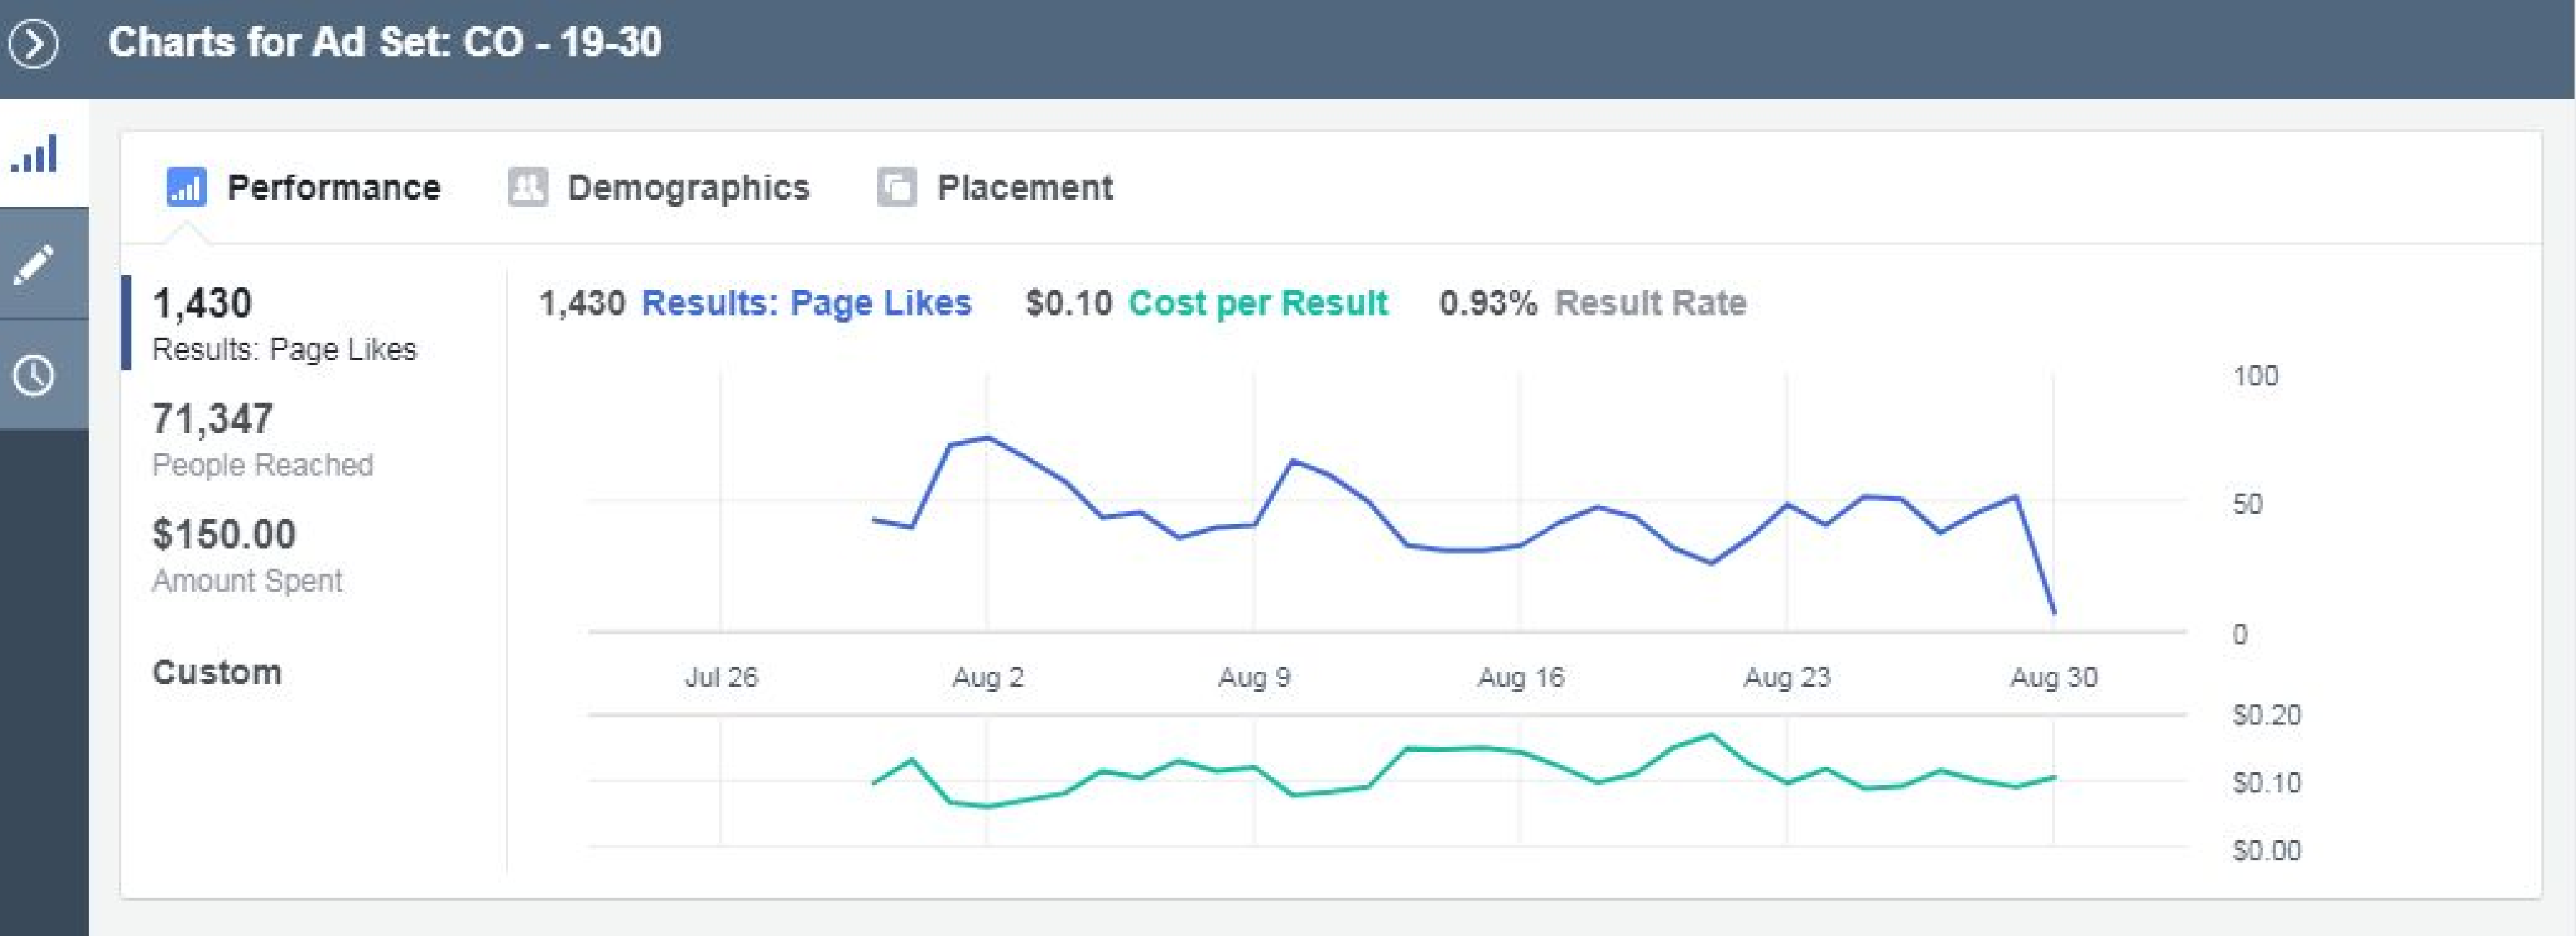 Charts for Ad Set: CO - 19-30
Performance Demographics Placement
1,430
Results: Page Likes
71,347
People Reached
$150.00
Amount Spent
Custom
1,430 Results: Page Likes $0.10 Cost per Result 0.93% Result Rate
100
50
0
Jul 26 Aug 2 Aug 9 Aug 16 Aug 23 Aug 30
$0.20
$0.10
$0.00